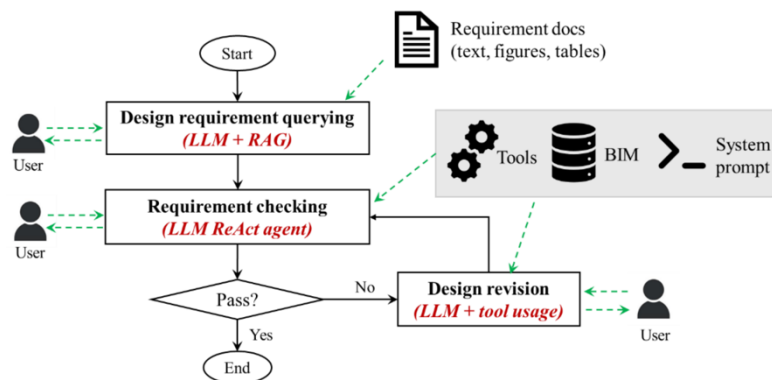 Start
Requirement docs
(text, figures, tables)
Design requirement querying
(LLM + RAG)
User
Tools
BIM
System
prompt
Requirement checking
(LLM ReAct agent)
User
Pass?
No
Design revision
(LLM + tool usage)
User
Yes
End